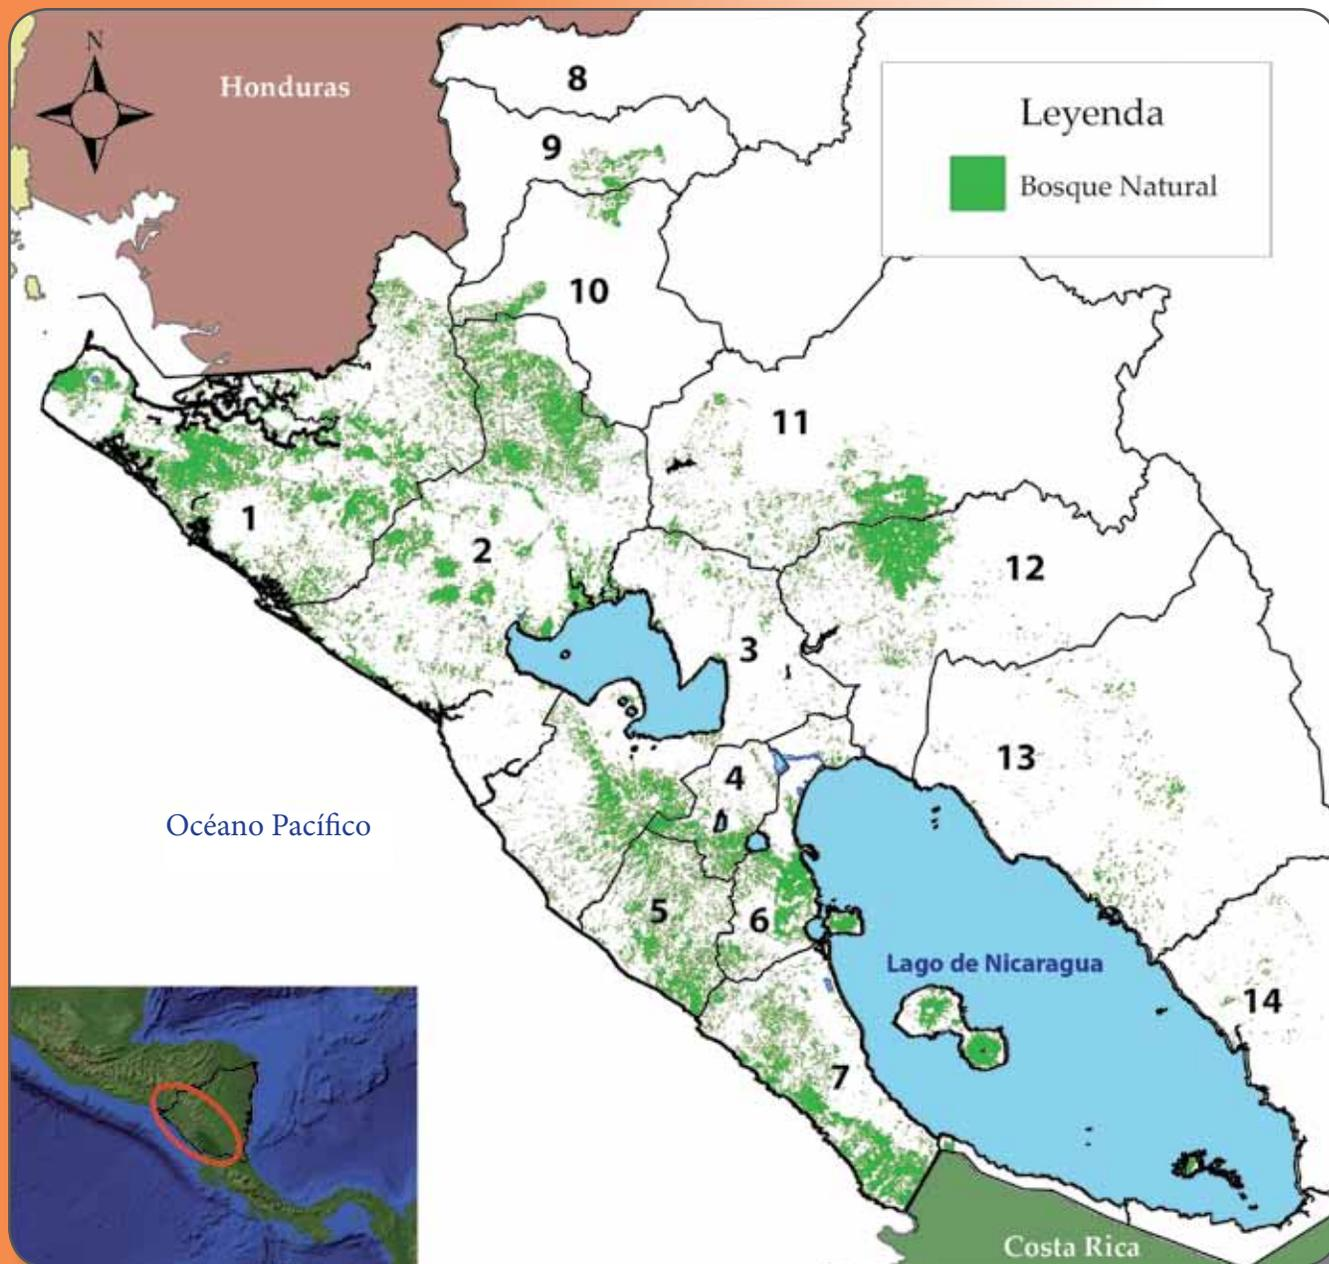 N
Honduras
8
Leyenda
9
Bosque Natural
10
11
1
2
12
3
13
4
Océano Pacífico
5
6
Lago de Nicaragua
14
7
Costa Rica